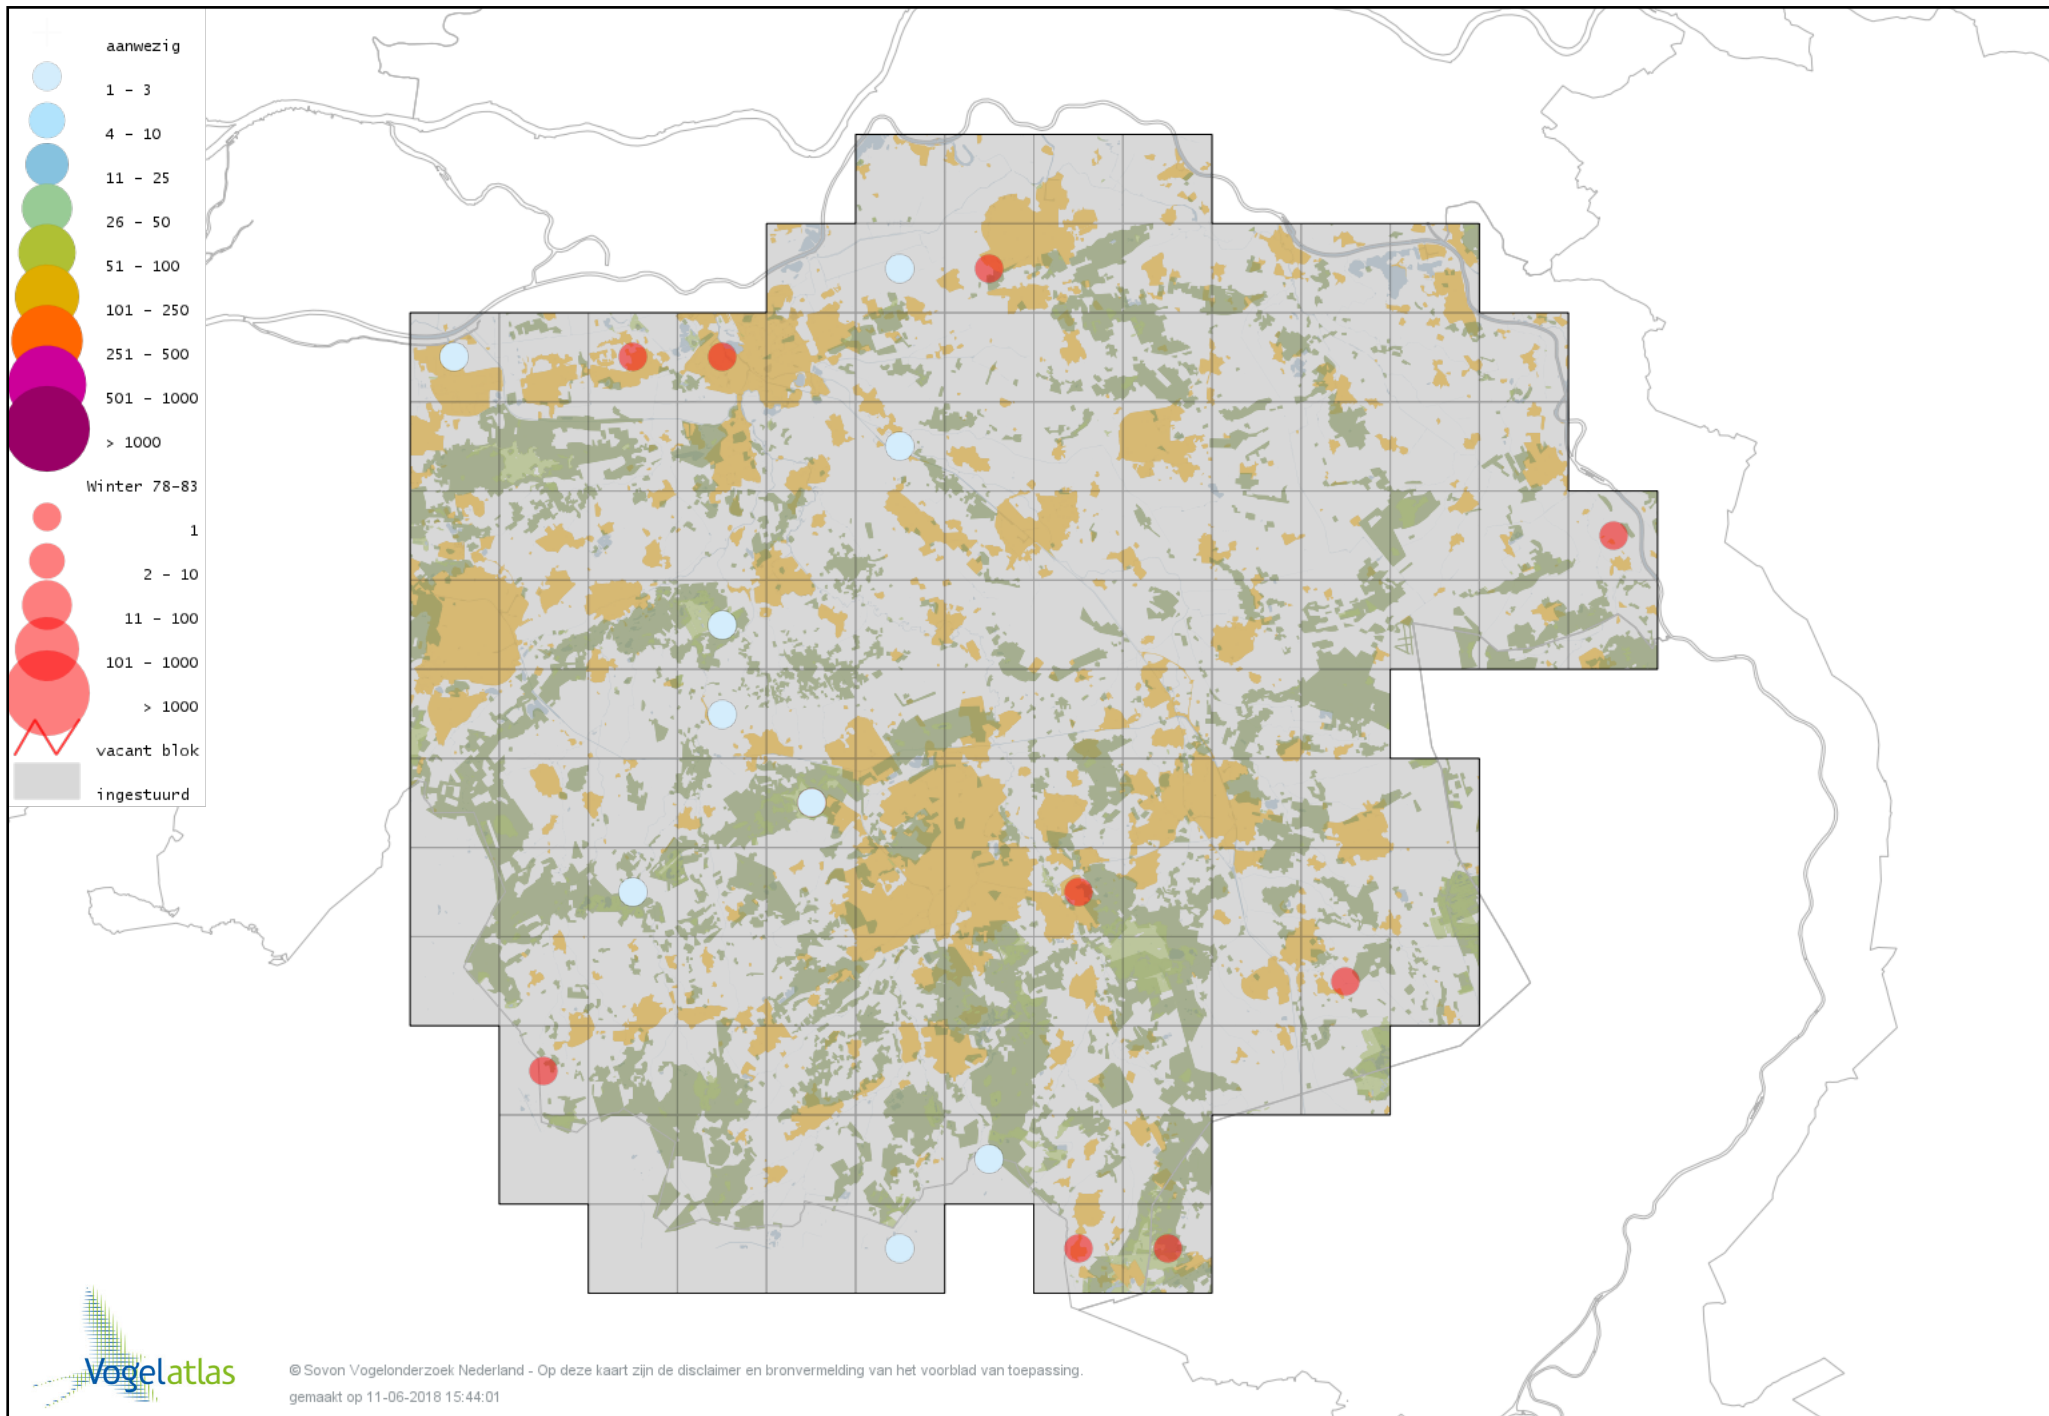 aanwezig
1 - 3
4 - 10
11 - 25
26 - 50
51 - 100
101 - 250
251 - 500
501 - 1000
> 1000
Winter 78-83
1
2 - 10
11 - 100
101 - 1000
> 1000
vacant blok
ingestuurd
Vogelatlas
© Sovon Vogelonderzoek Nederland - Op deze kaart zijn de disclaimer en bronvermelding van het voorblad van toepassing.
gemaakt op 11-06-2018 15:44:01